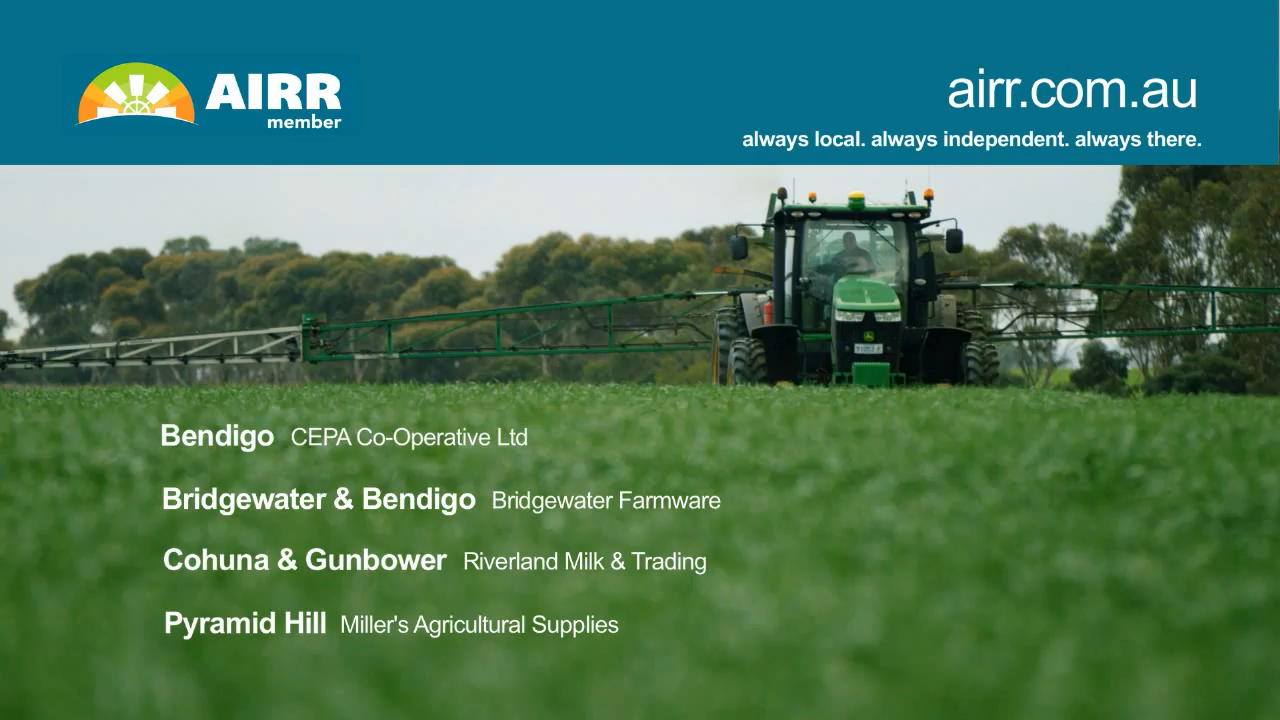 AIRR
member
airr.com.au
always local. always independent. always there.
Bendigo CEPA Co-Operative Ltd
Bridgewater & Bendigo Bridgewater Farmware
Cohuna & Gunbower Riverland Milk & Trading
Pyramid Hill Miller's Agricultural Supplies